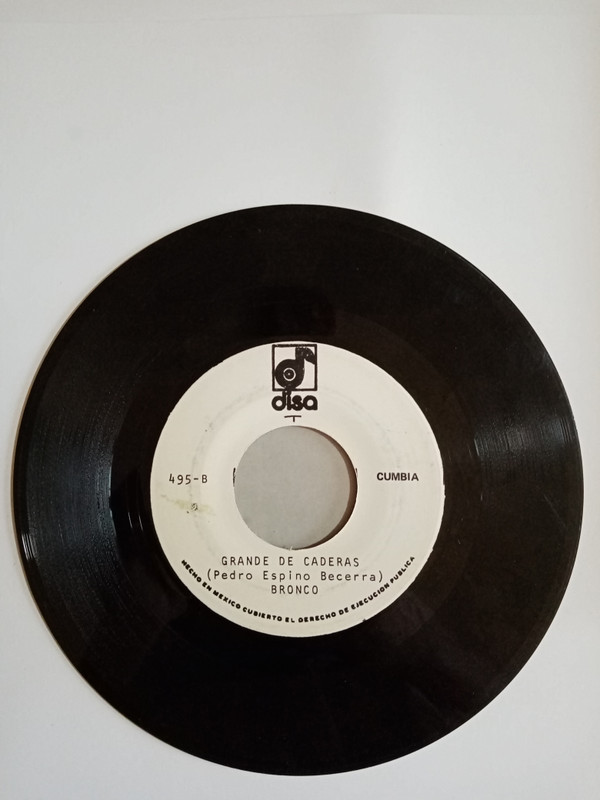 disa
495-B
CUMBIA
GRANDE DE CADERAS
(Pedro Espino Becerra)
BRONCO
HECHO EN MEXICO CUBIERTO EL DERECHO DE EJECUCION PUBLICA